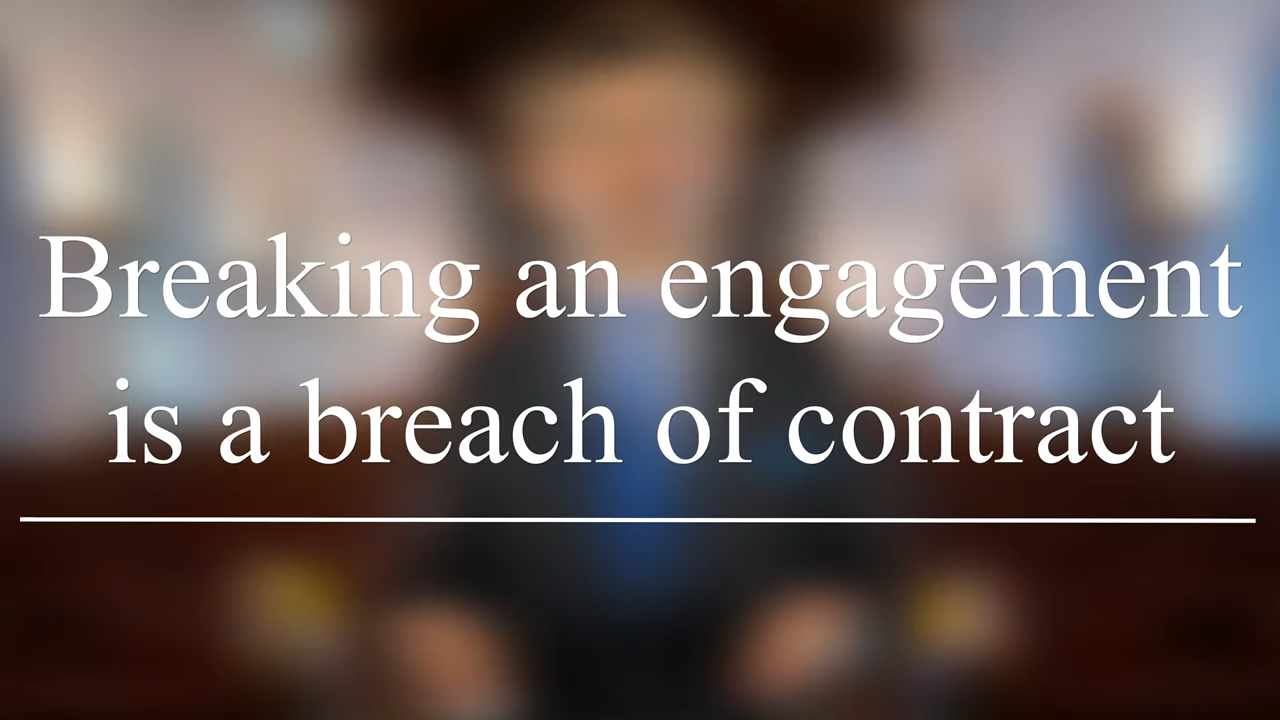 Breaking an engagement
is a breach of contract